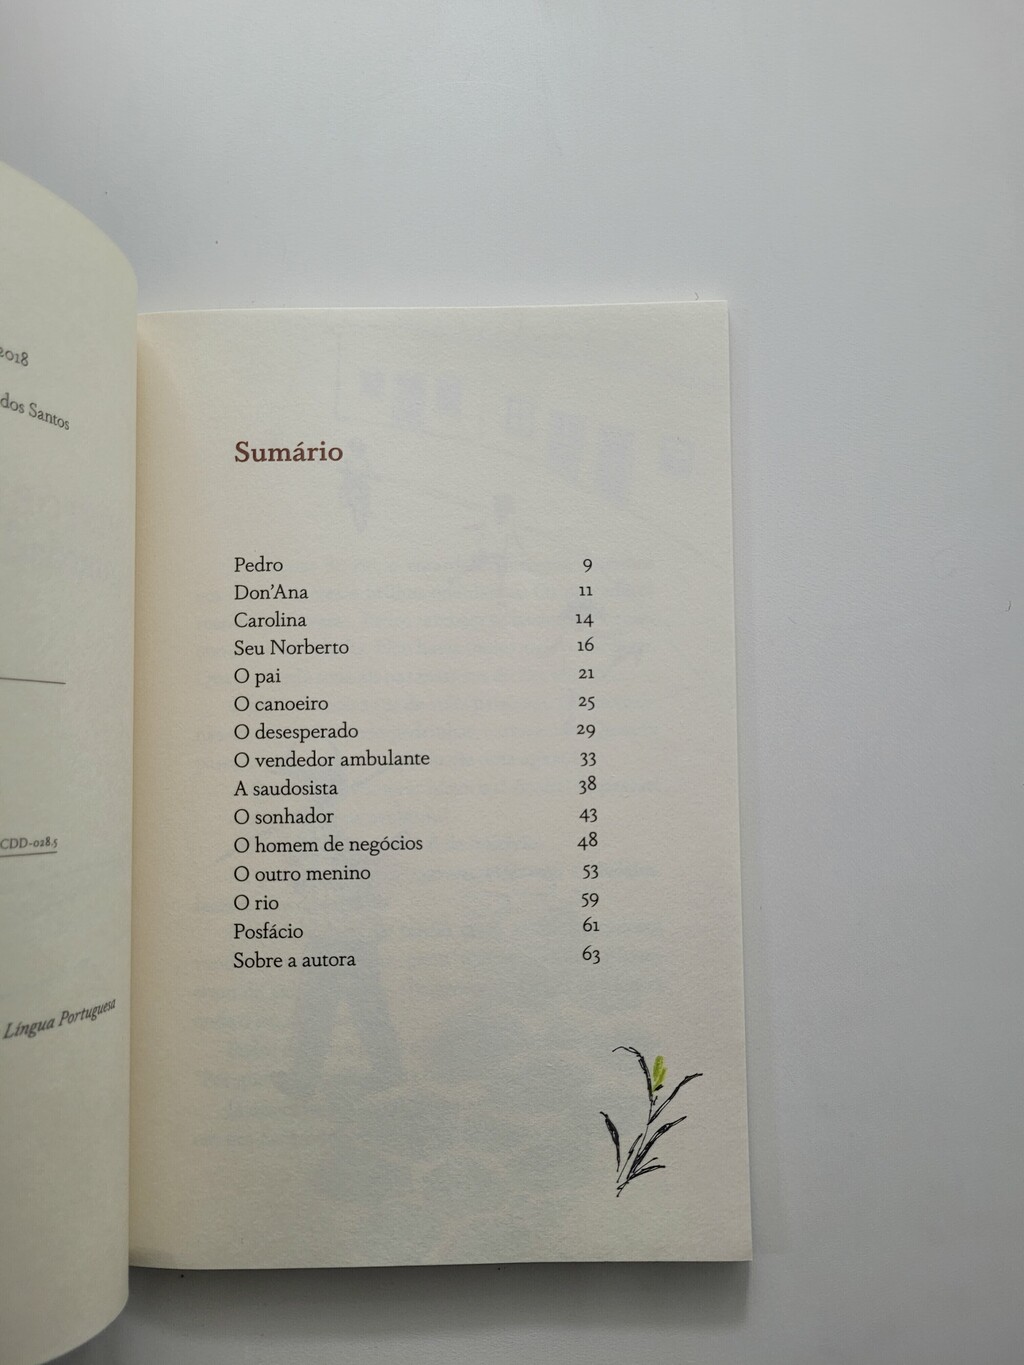 2018
dos Santos
CDD-028.5
Língua Portuguesa
Sumário
Pedro 9
Don'Ana 11
Carolina 14
Seu Norberto 16
O pai 21
O canoeiro 25
O desesperado 29
O vendedor ambulante 33
A saudosista 38
O sonhador 43
O homem de negócios 48
O outro menino 53
O rio 59
Posfácio 61
Sobre a autora 63